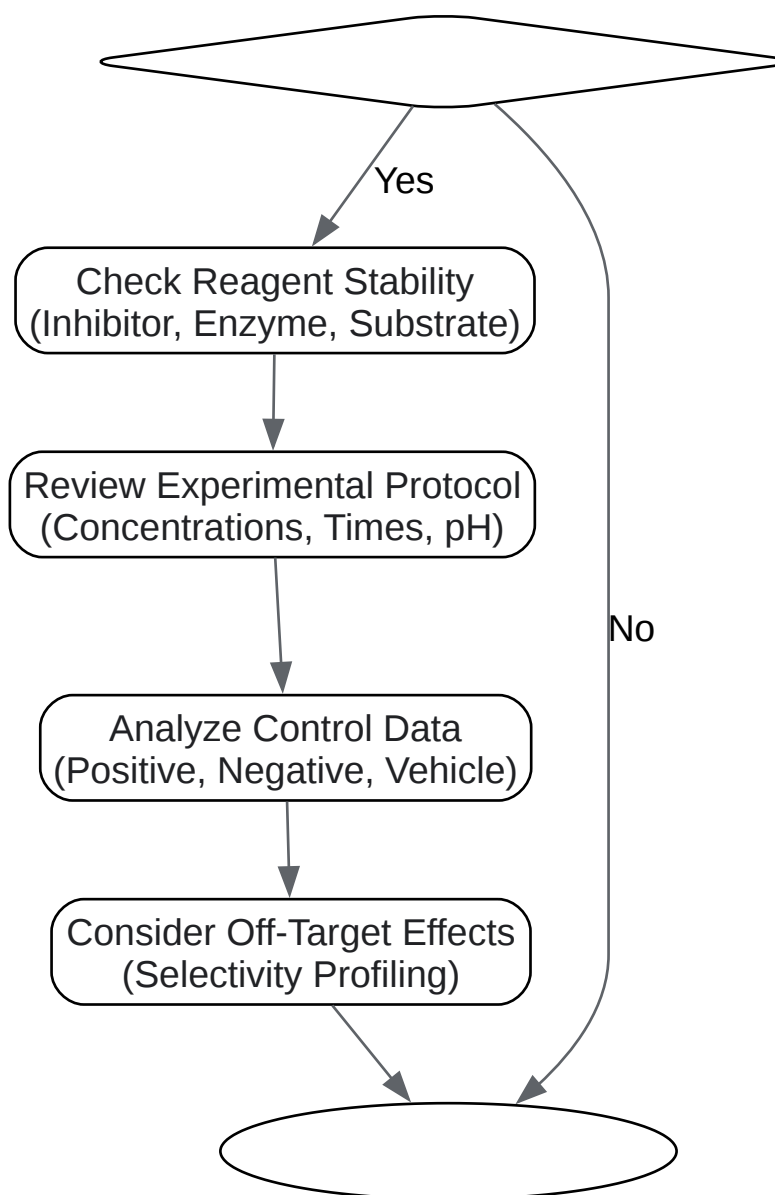 Yes
Check Reagent Stability
(Inhibitor, Enzyme, Substrate)
Review Experimental Protocol
(Concentrations, Times, pH)
No
Analyze Control Data
(Positive, Negative, Vehicle)
Consider Off-Target Effects
(Selectivity Profiling)